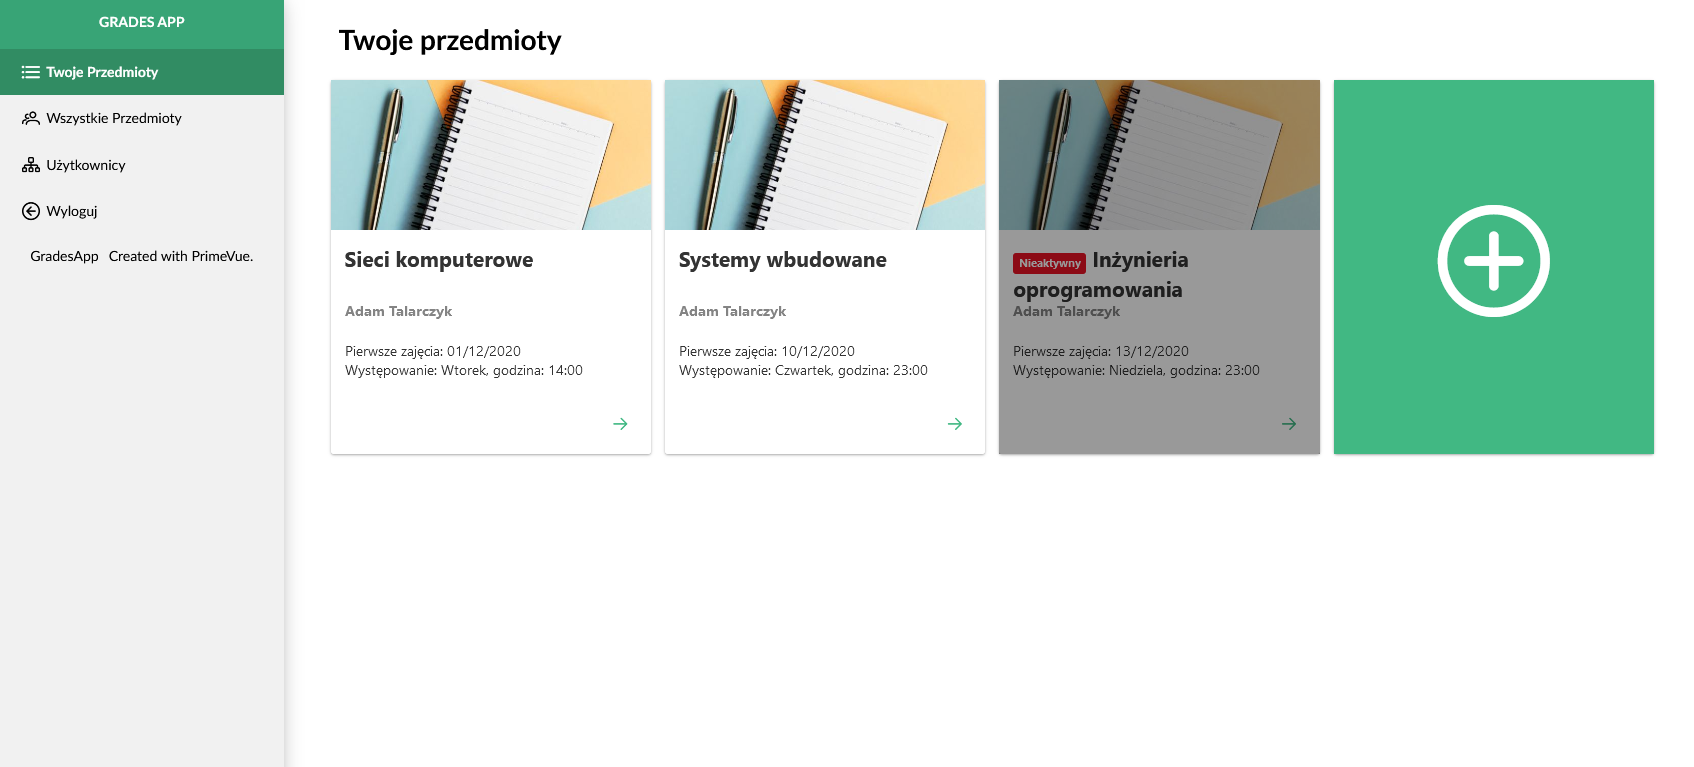 GRADES APP
Twoje Przedmioty
Wszystkie Przedmioty
Użytkownicy
Wyloguj
GradesApp Created with PrimeVue.
Twoje przedmioty
Sieci komputerowe
Adam Talarczyk
Pierwsze zajęcia: 01/12/2020
Występowanie: Wtorek, godzina: 14:00
Systemy wbudowane
Adam Talarczyk
Pierwsze zajęcia: 10/12/2020
Występowanie: Czwartek, godzina: 23:00
Nieaktywny Inżynieria
oprogramowania
Adam Talarczyk
Pierwsze zajęcia: 13/12/2020
Występowanie: Niedziela, godzina: 23:00